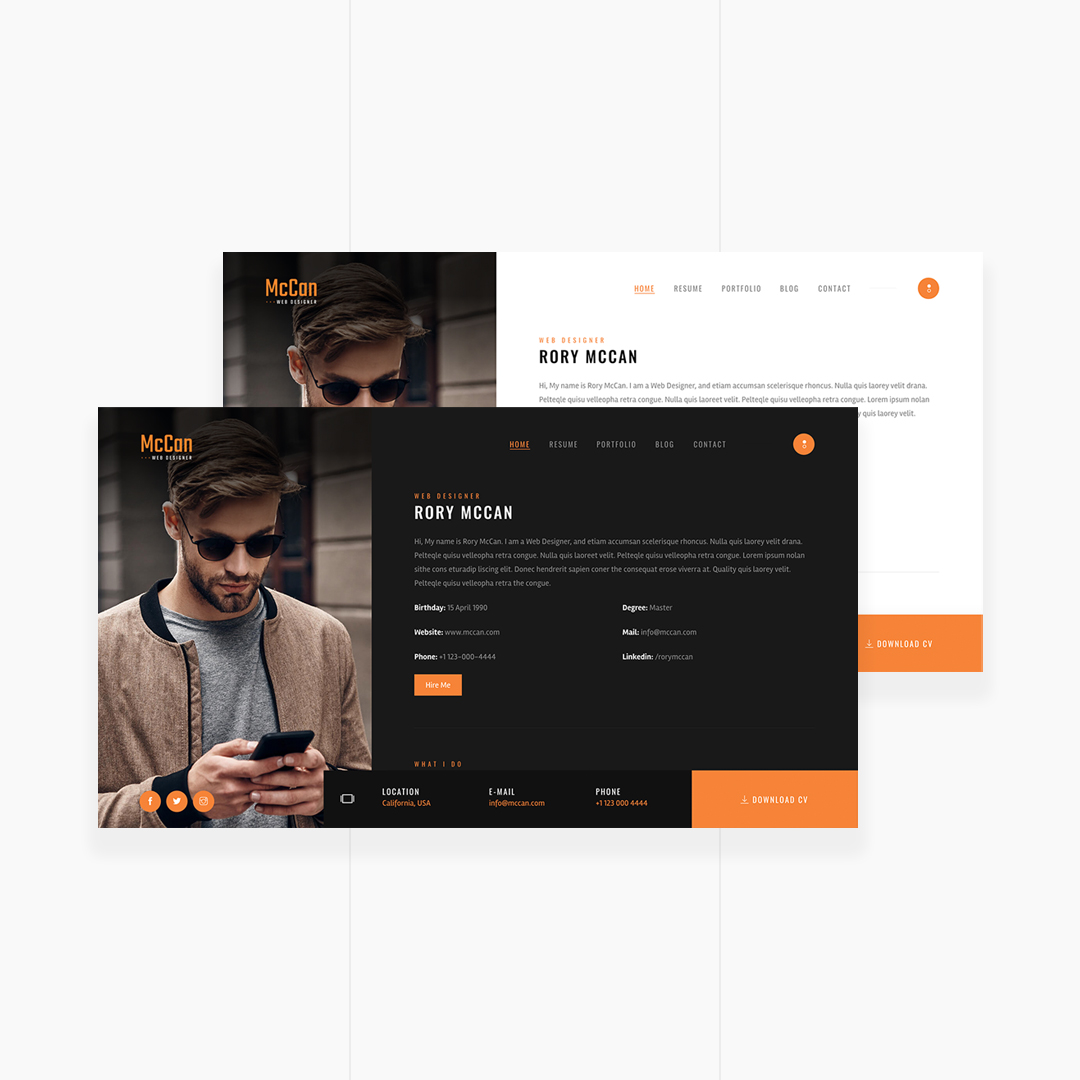 McCan
WEB DESIGNER
HOME RESUME PORTFOLIO BLOG CONTACT
WEB DESIGNER
RORY MCCAN
Hi, My name is Rory McCan. I am a Web Designer, and etiam accumsan scelerisque rhoncus. Nulla quis laorey velit drana.
Pelteqle quisu velleopha retra congue. Nulla quis laoreet velit. Pelteqle quisu velleopha retra congue. Lorem ipsum nolan
y quis laorey velit.
DOWNLOAD CV
McCan
WEB DESIGNER
HOME RESUME PORTFOLIO BLOG CONTACT
WEB DESIGNER
RORY MCCAN
Hi, My name is Rory McCan. I am a Web Designer, and etiam accumsan scelerisque rhoncus. Nulla quis laorey velit drana.
Pelteqle quisu velleopha retra congue. Nulla quis laoreet velit. Pelteqle quisu velleopha retra congue. Lorem ipsum nolan
sithe cons eturadip liscing elit. Donec hendrerit sapien coner the consequat erose viverra at. Quality quis laorey velit.
Pelteqle quisu velleopha retra the congue.
Birthday: 15 April 1990 Degree: Master
Website: www.mccan.com Mail: info@mccan.com
Phone: +1 123-000-4444 Linkedin: /rorymccan
Hire Me
WHAT I DO
LOCATION E-MAIL PHONE
California, USA info@mccan.com +1 123 000 4444
DOWNLOAD CV